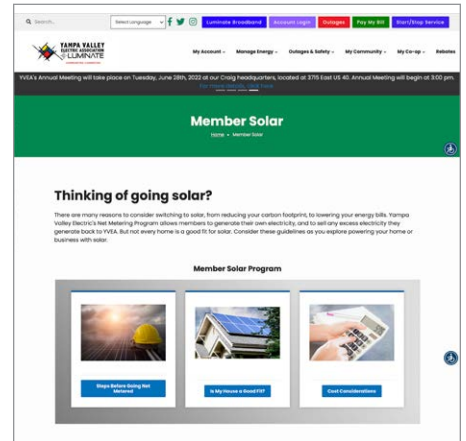 Search..
Select Language
Luminate Broadband
Account Login
Outages
Pay My Bill
Start/Stop Service
YAMPA VALLEY
ELECTRIC ASSOCIATION
LUMINATE
My Account
Manage Energy
Outages & Safety
My Community
My Co-op
Rebates
YVEA's Annual Meeting will take place on Tuesday, June 28th, 2022 at our Craig headquarters, located at 3715 East US 40. Annual Meeting will begin at 3:00 pm.
For more details, click here
Member Solar
Home • Member Solar
Thinking of going solar?
There are many reasons to consider switching to solar, from reducing your carbon footprint, to lowering your energy bills. Yampa
Valley Electric's Net Metering Program allows members to generate their own electricity, and to sell any excess electricity they
generate back to YVEA. But not every home is a good fit for solar. Consider these guidelines as you explore powering your home or
business with solar.
Member Solar Program
Steps Before Going Net
Metered
Is My House a Good Fit?
Cost Considerations